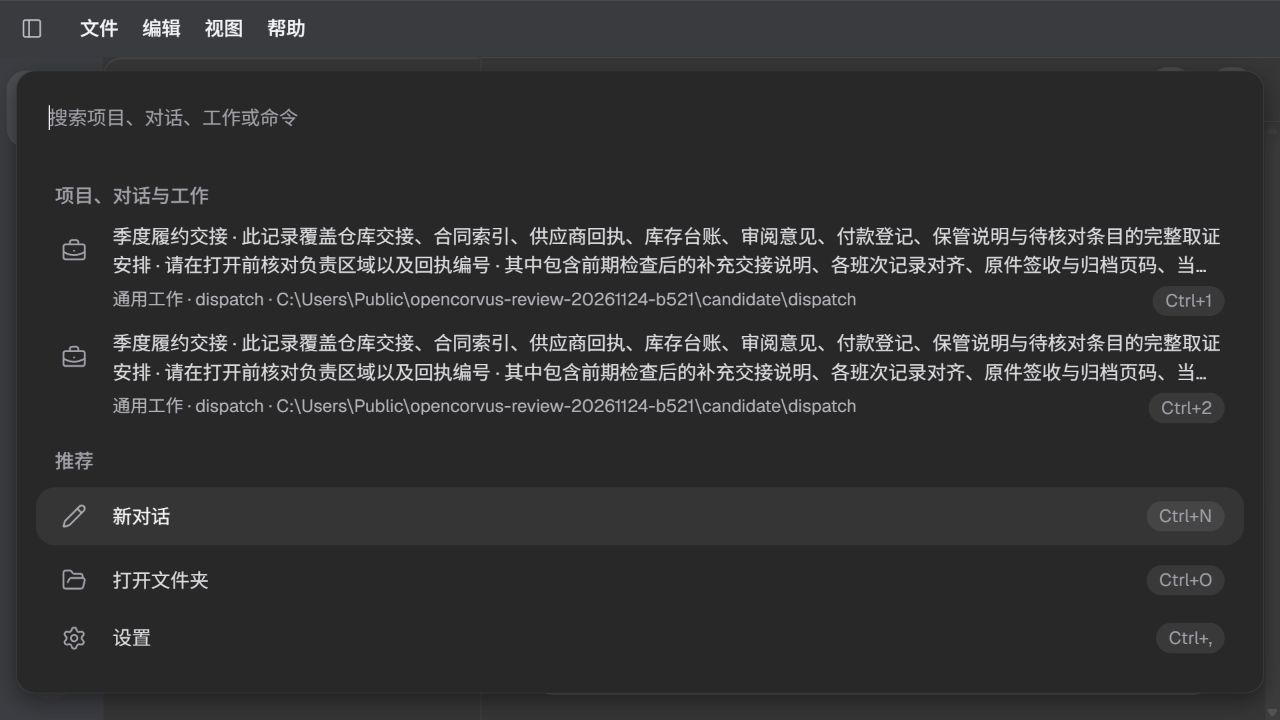 文件 编辑 视图 帮助
搜索项目、对话、工作或命令
项目、对话与工作
季度履约交接 · 此记录覆盖仓库交接、合同索引、供应商回执、库存台账、审阅意见、付款登记、保管说明与待核对条目的完整取证
安排 · 请在打开前核对负责区域以及回执编号 · 其中包含前期检查后的补充交接说明、各班次记录对齐、原件签收与归档页码、当...
通用工作 · dispatch · C:\Users\Public\opencorvus-review-20261124-b521\candidate\dispatch Ctrl+1
季度履约交接 · 此记录覆盖仓库交接、合同索引、供应商回执、库存台账、审阅意见、付款登记、保管说明与待核对条目的完整取证
安排 · 请在打开前核对负责区域以及回执编号 · 其中包含前期检查后的补充交接说明、各班次记录对齐、原件签收与归档页码、当...
通用工作 · dispatch · C:\Users\Public\opencorvus-review-20261124-b521\candidate\dispatch Ctrl+2
推荐
新对话 Ctrl+N
打开文件夹 Ctrl+O
设置 Ctrl+,